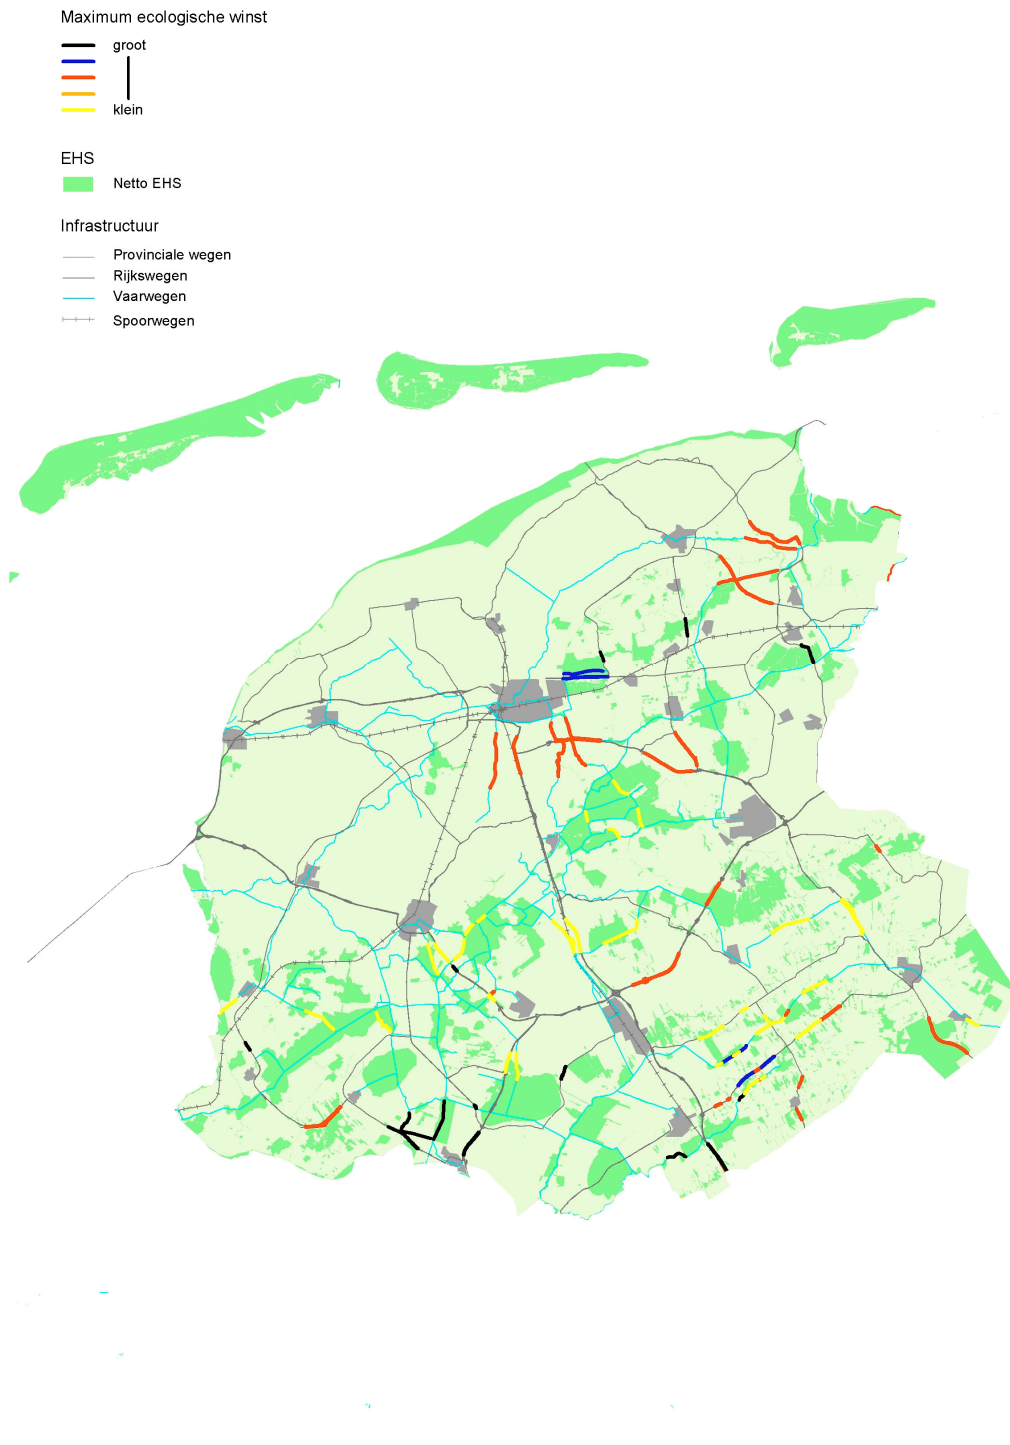 Maximum ecologische winst
groot
klein
EHS
Netto EHS
Infrastructuur
Provinciale wegen
Rijkswegen
Vaarwegen
Spoorwegen